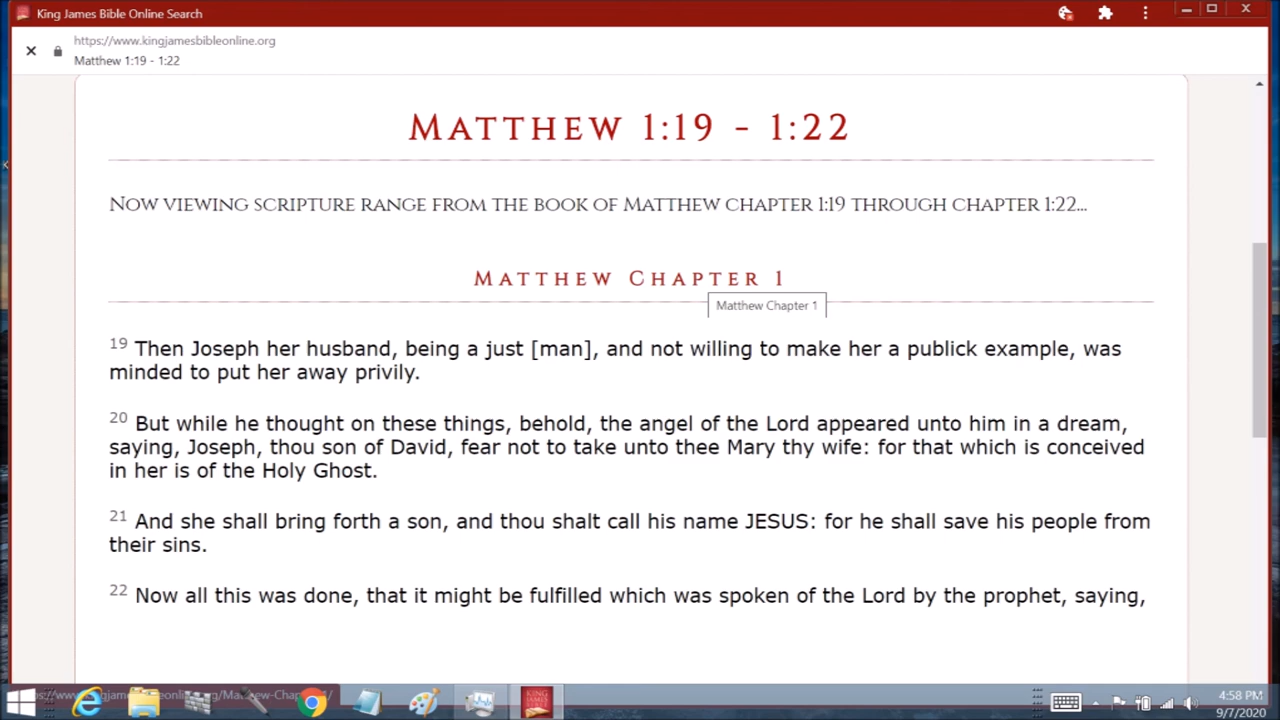 King James Bible Online Search
https://www.kingjamesbibleonline.org
Matthew 1:19 - 1:22
MATTHEW 1:19 - 1:22
NOW VIEWING SCRIPTURE RANGE FROM THE BOOK OF MATTHEW CHAPTER 1:19 THROUGH CHAPTER 1:22...
MATTHEW CHAPTER 1
Matthew Chapter 1
19 Then Joseph her husband, being a just [man], and not willing to make her a publick example, was
minded to put her away privily.
20 But while he thought on these things, behold, the angel of the Lord appeared unto him in a dream,
saying, Joseph, thou son of David, fear not to take unto thee Mary thy wife: for that which is conceived
in her is of the Holy Ghost.
21 And she shall bring forth a son, and thou shalt call his name JESUS: for he shall save his people from
their sins.
22 Now all this was done, that it might be fulfilled which was spoken of the Lord by the prophet, saying,
KING
JAMES
BIBLE
4:58 PM
9/7/2020